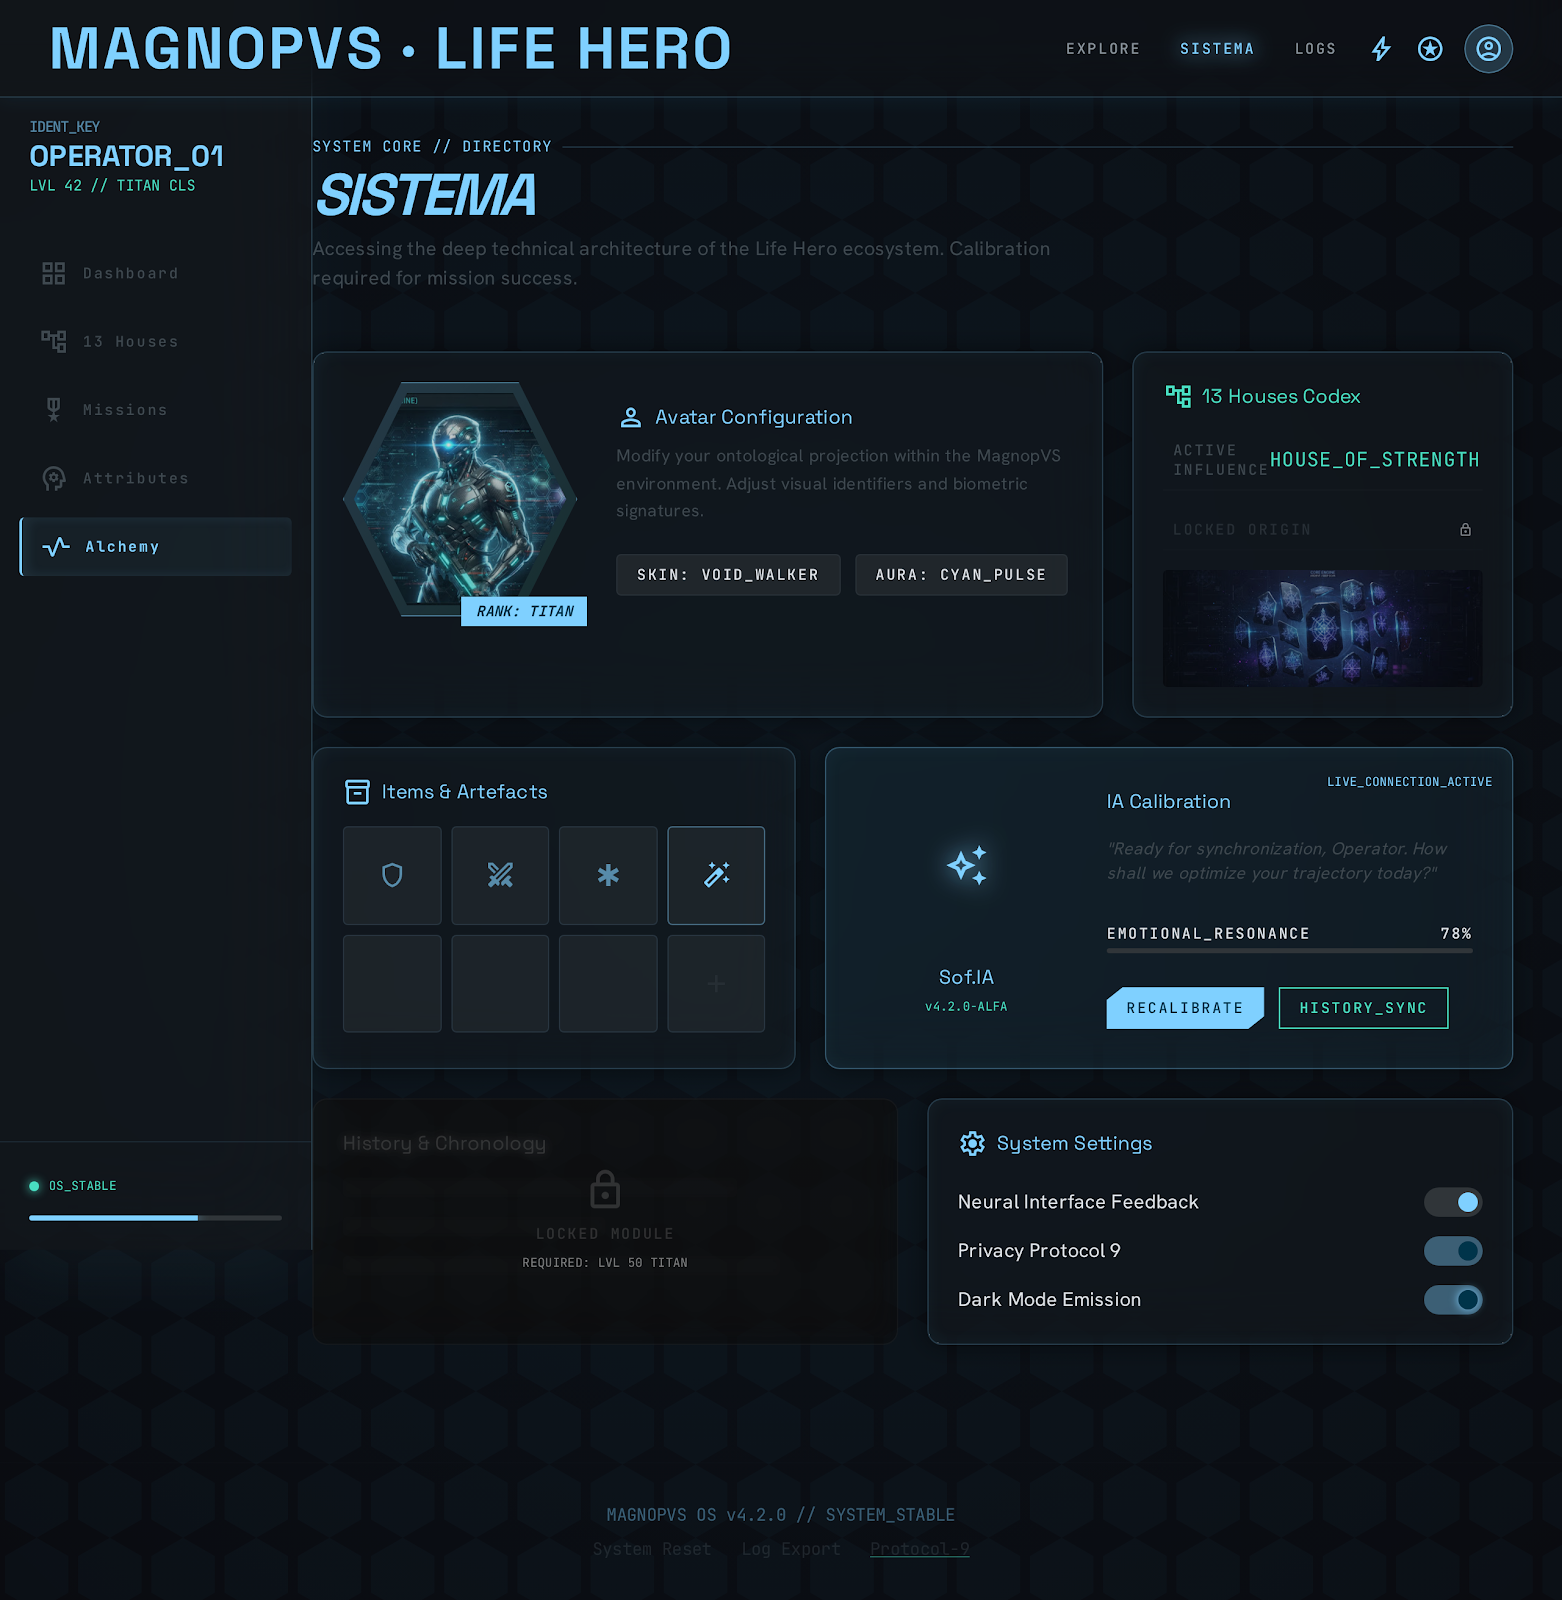 MAGNOPVS · LIFE HERO
EXPLORE
SISTEMA
LOGS
IDENT_KEY
OPERATOR_01
LVL 42 // TITAN CLS
Dashboard
13 Houses
Missions
Attributes
Alchemy
OS_STABLE
SYSTEM CORE // DIRECTORY
SISTEMA
Accessing the deep technical architecture of the Life Hero ecosystem. Calibration
required for mission success.
INE)
RANK: TITAN
Avatar Configuration
Modify your ontological projection within the MagnopVS
environment. Adjust visual identifiers and biometric
signatures.
SKIN: VOID_WALKER
AURA: CYAN_PULSE
13 Houses Codex
ACTIVE
INFLUENCE
HOUSE_OF_STRENGTH
LOCKED ORIGIN
Items & Artefacts
Sof.IA
v4.2.0-ALFA
LIVE_CONNECTION_ACTIVE
IA Calibration
"Ready for synchronization, Operator. How
shall we optimize your trajectory today?"
EMOTIONAL_RESONANCE
78%
RECALIBRATE
HISTORY_SYNC
History & Chronology
LOCKED MODULE
REQUIRED: LVL 50 TITAN
System Settings
Neural Interface Feedback
Privacy Protocol 9
Dark Mode Emission
MAGNOPVS OS v4.2.0 // SYSTEM_STABLE
System Reset
Log Export
Protocol-9